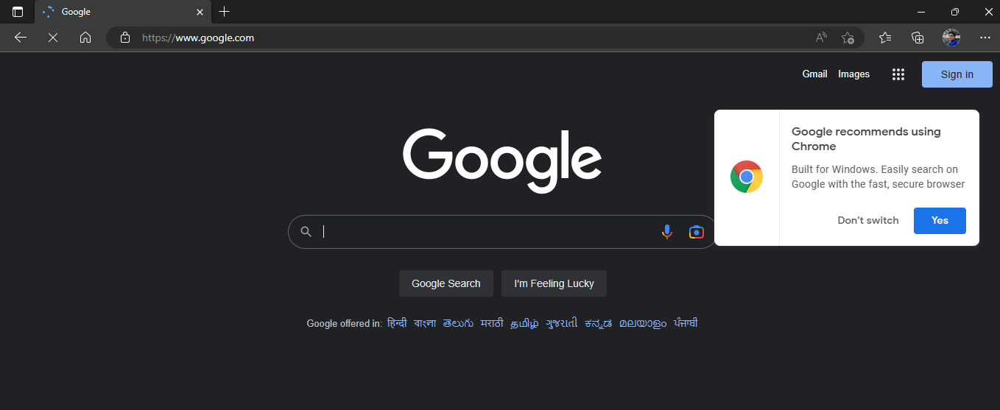 Google
https://www.google.com
Gmail Images Sign in
Google
Google recommends using
Chrome
Built for Windows. Easily search on
Google with the fast, secure browser
Don't switch Yes
Google Search I'm Feeling Lucky
Google offered in: हिन्दी বাংলা తెలుగు मराठी தமிழ் ગુજરાતી ಕನ್ನಡ മലയാളം ਪੰਜਾਬੀ